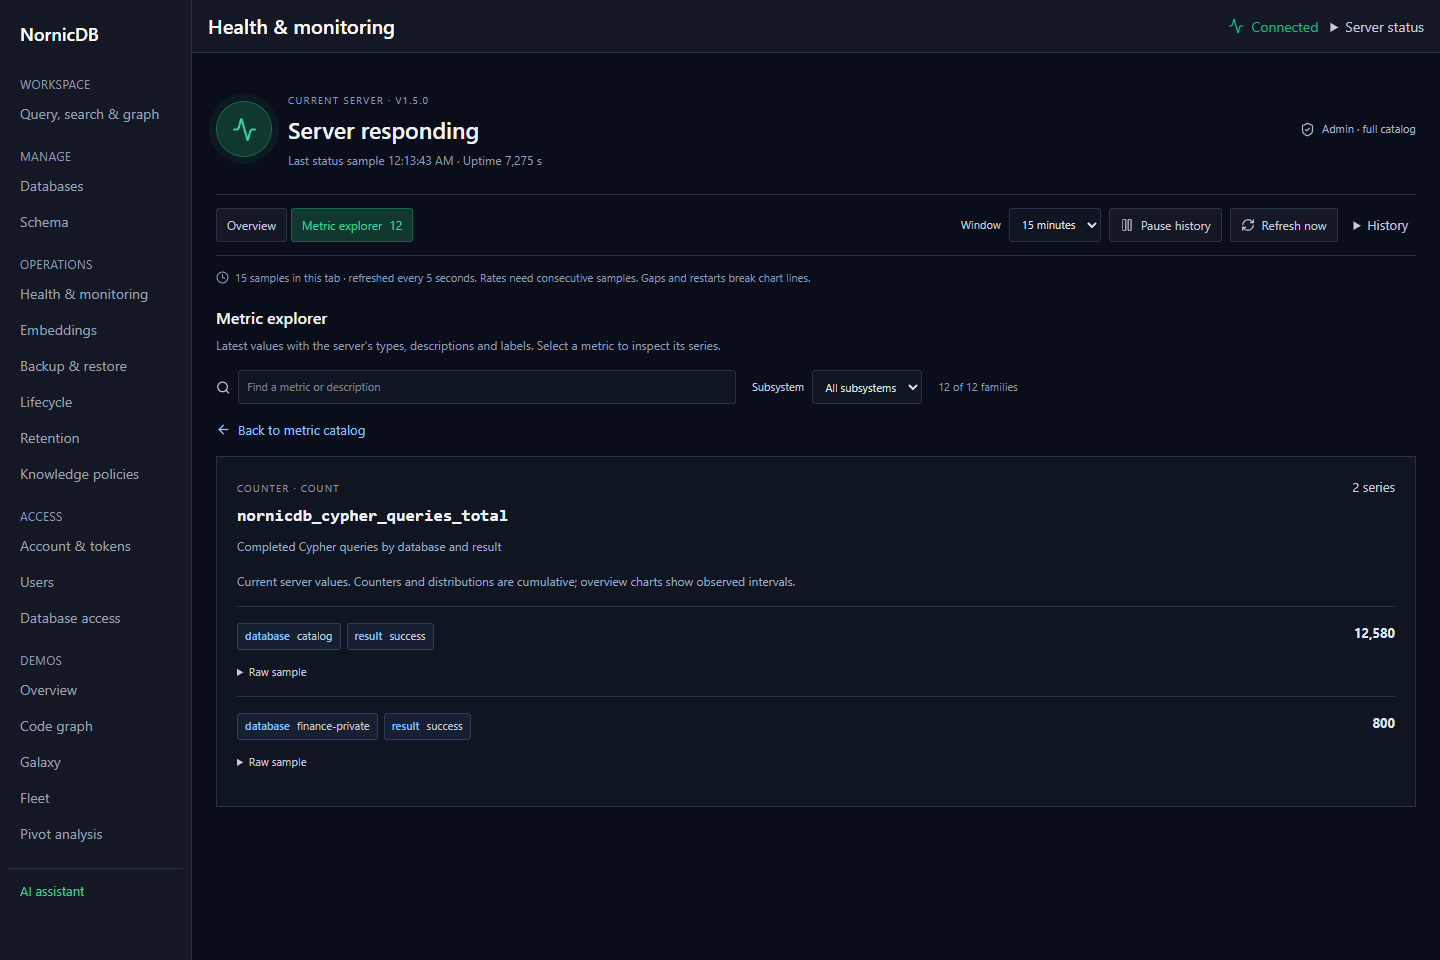 NornicDB
WORKSPACE
Query, search & graph
MANAGE
Databases
Schema
OPERATIONS
Health & monitoring
Embeddings
Backup & restore
Lifecycle
Retention
Knowledge policies
ACCESS
Account & tokens
Users
Database access
DEMOS
Overview
Code graph
Galaxy
Fleet
Pivot analysis
AI assistant
Health & monitoring
Connected
Server status
CURRENT SERVER · V1.5.0
Server responding
Last status sample 12:13:43 AM · Uptime 7,275 s
Admin · full catalog
Overview
Metric explorer 12
Window
15 minutes
Pause history
Refresh now
History
15 samples in this tab · refreshed every 5 seconds. Rates need consecutive samples. Gaps and restarts break chart lines.
Metric explorer
Latest values with the server's types, descriptions and labels. Select a metric to inspect its series.
Find a metric or description
Subsystem
All subsystems
12 of 12 families
Back to metric catalog
COUNTER · COUNT
2 series
nornicdb_cypher_queries_total
Completed Cypher queries by database and result
Current server values. Counters and distributions are cumulative; overview charts show observed intervals.
database catalog
result success
12,580
Raw sample
database finance-private
result success
800
Raw sample